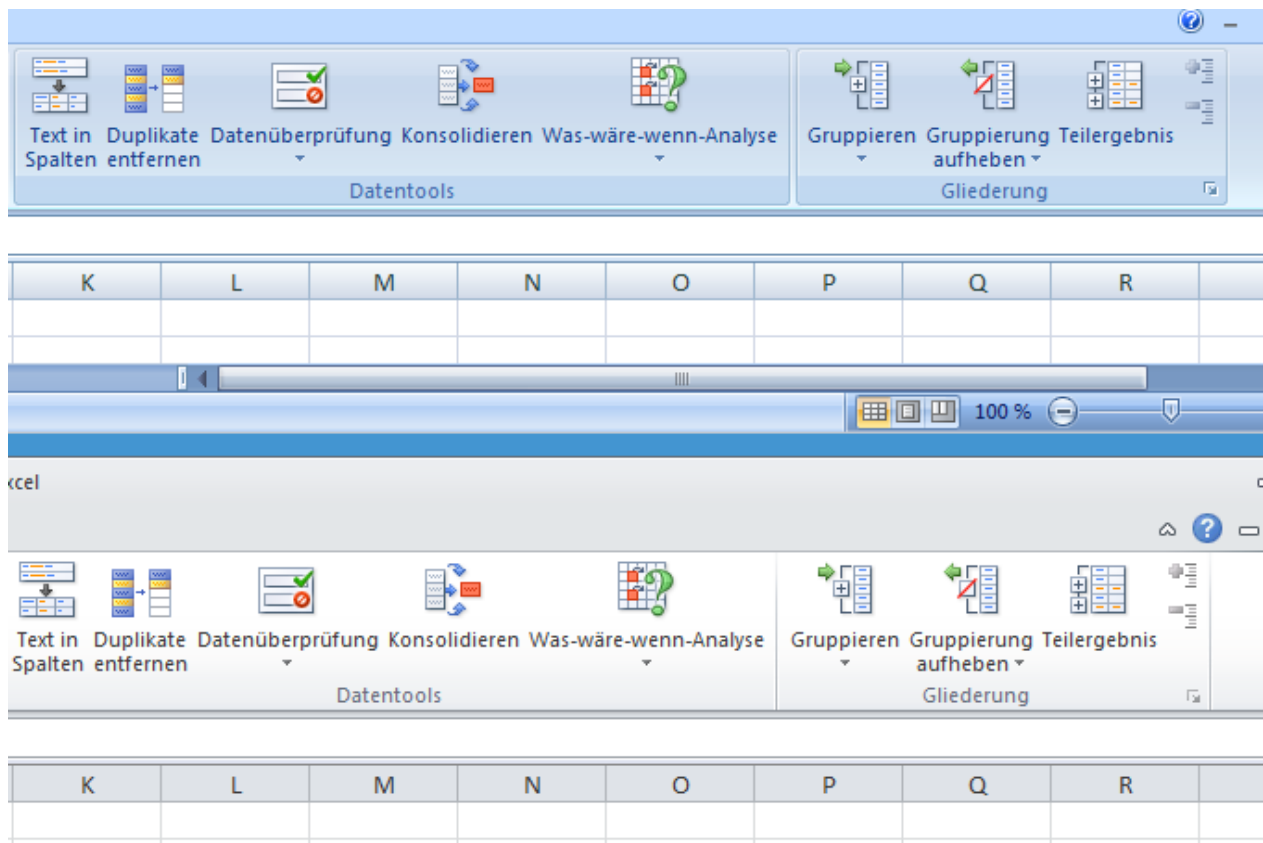 Text in Spalten
Duplikate entfernen
Datenüberprüfung
Konsolidieren
Was-wäre-wenn-Analyse
Gruppieren
Gruppierung aufheben
Teilergebnis
Datentools
Gliederung
K L M N O P Q R
100 %
xcel
Text in Spalten
Duplikate entfernen
Datenüberprüfung
Konsolidieren
Was-wäre-wenn-Analyse
Gruppieren
Gruppierung aufheben
Teilergebnis
Datentools
Gliederung
K L M N O P Q R